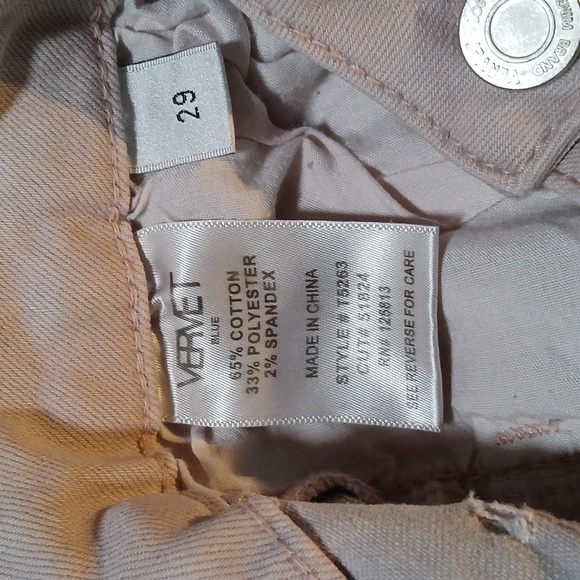 29
VERVET
BLUE
65% COTTON
33% POLYESTER
2% SPANDEX
MADE IN CHINA
STYLE# T5263
CUT# 51824
RN# 125813
SEE REVERSE FOR CARE
BRAND